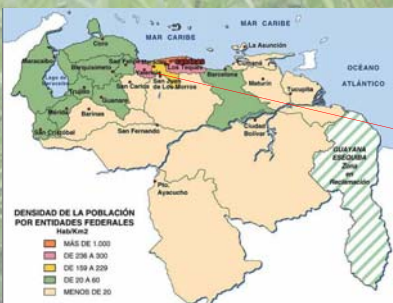 MAR CARIBE
MAR CARIBE
OCÉANO
ATLÁNTICO
La Asunción
Coro
Maracaibo
Lago de
Maracaibo
San Felipe
Barquisimeto
Valencia
Los Teques
Barcelona
Cumaná
Maturín
Tucupita
Trujillo
Guanare
San Carlos
San Juan
de Los Morros
Mérida
Barinas
San Cristóbal
San Fernando
Ciudad
Bolívar
Pto.
Ayacucho
GUAYANA
ESEQUIBA
Zona
en
Reclamación
DENSIDAD DE LA POBLACIÓN
POR ENTIDADES FEDERALES
Hab/Km2
MÁS DE 1.000
DE 236 A 300
DE 159 A 229
DE 20 A 60
MENOS DE 20